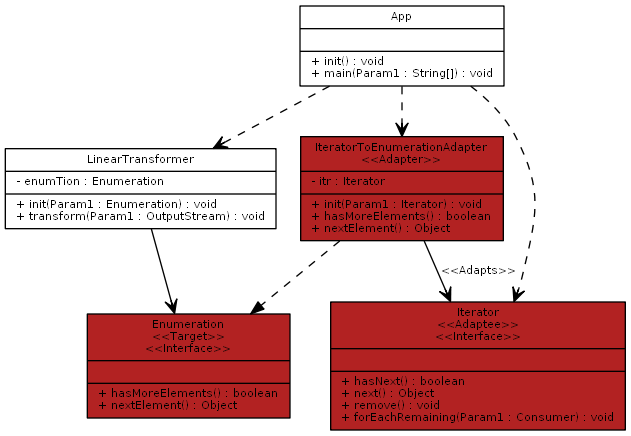 App
+ init() : void
+ main(Param1 : String[]) : void
LinearTransformer
- enumTion : Enumeration
+ init(Param1 : Enumeration) : void
+ transform(Param1 : OutputStream) : void
IteratorToEnumerationAdapter
<<Adapter>>
- itr : Iterator
+ init(Param1 : Iterator) : void
+ hasMoreElements() : boolean
+ nextElement() : Object
<<Adapts>>
Enumeration
<<Target>>
<<Interface>>
+ hasMoreElements() : boolean
+ nextElement() : Object
Iterator
<<Adaptee>>
<<Interface>>
+ hasNext() : boolean
+ next() : Object
+ remove() : void
+ forEachRemaining(Param1 : Consumer) : void